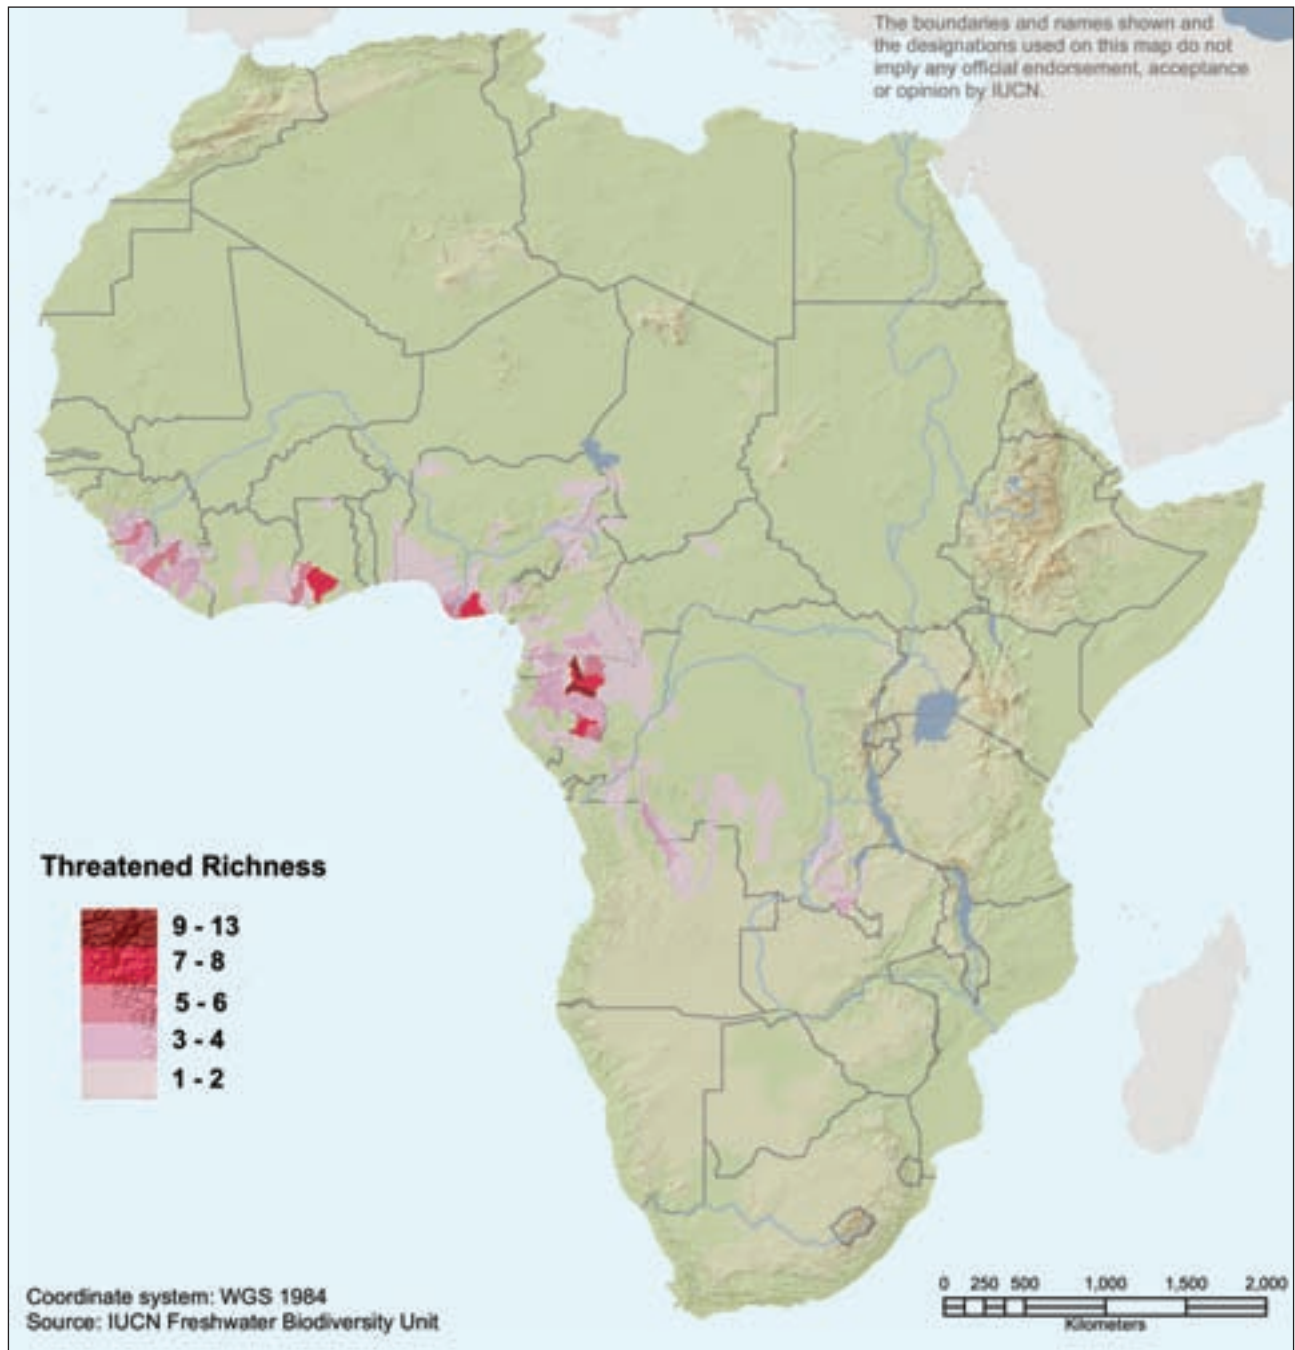 The boundaries and names shown and
the designations used on this map do not
imply any official endorsement, acceptance
or opinion by IUCN.
Threatened Richness
9 - 13
7 - 8
5 - 6
3 - 4
1 - 2
Coordinate system: WGS 1984
Source: IUCN Freshwater Biodiversity Unit
0 250 500 1,000 1,500 2,000
Kilometers